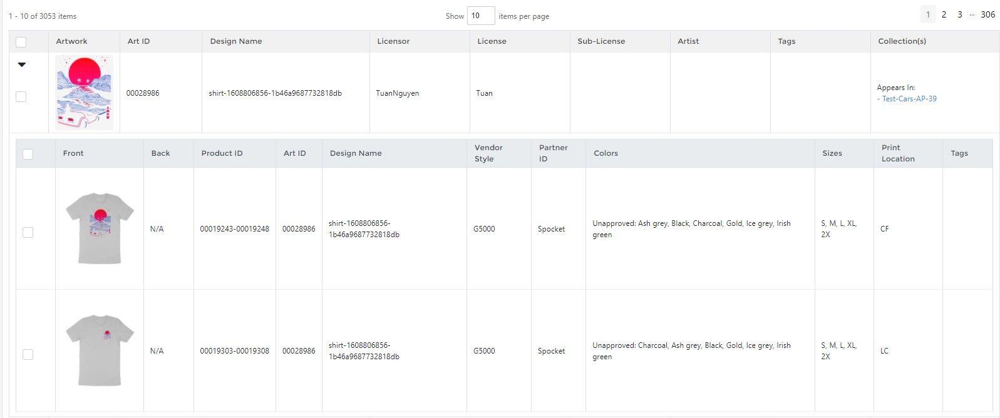 1 - 10 of 3053 items
Show 10 items per page
1 2 3 ... 306
Artwork Art ID Design Name Licensor License Sub-License Artist Tags Collection(s)
00028986 shirt-1608806856-1b46a9687732818db TuanNguyen Tuan
Appears In:
- Test-Cars-AP-39
Front Back Product ID Art ID Design Name Vendor Style Partner ID Colors Sizes Print Location Tags
N/A 00019243-00019248 00028986
shirt-1608806856-
1b46a9687732818db
G5000 Spocket
Unapproved: Ash grey, Black, Charcoal, Gold, Ice grey, Irish
green
S, M, L, XL,
2X
CF
N/A 00019303-00019308 00028986
shirt-1608806856-
1b46a9687732818db
G5000 Spocket
Unapproved: Charcoal, Ash grey, Black, Gold, Ice grey, Irish
green
S, M, L, XL,
2X
LC